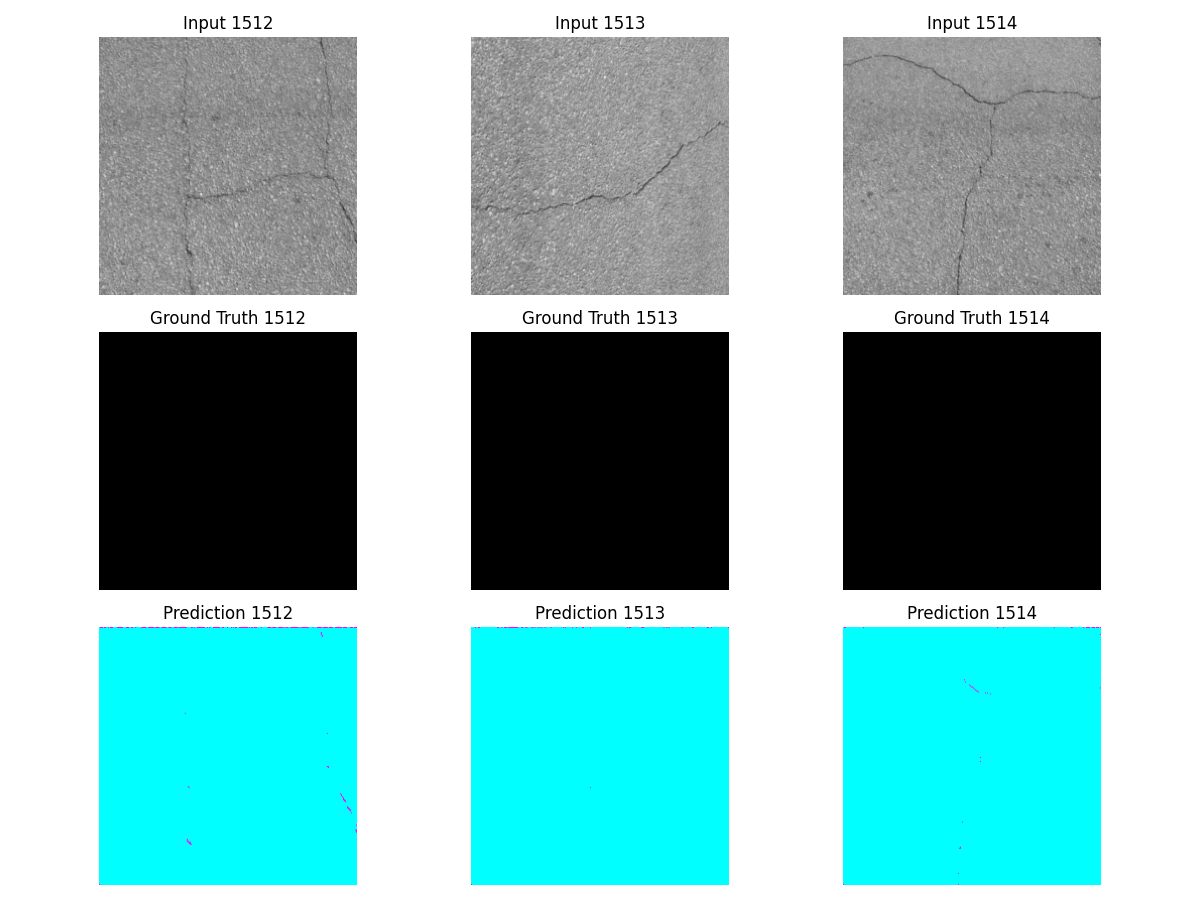 Input 1512
Input 1513
Input 1514
Ground Truth 1512
Ground Truth 1513
Ground Truth 1514
Prediction 1512
Prediction 1513
Prediction 1514